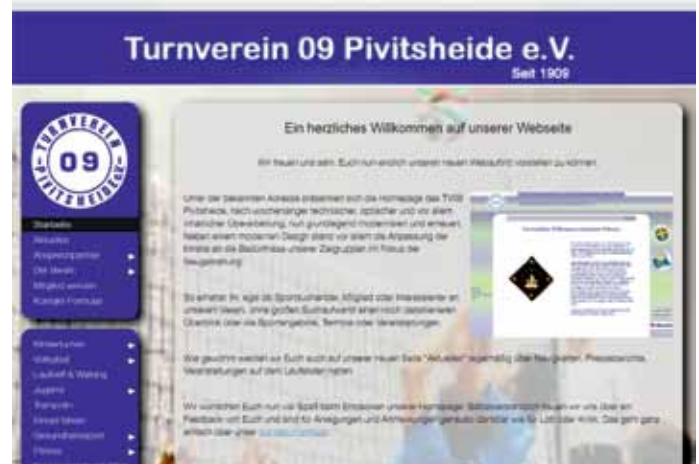 Turnverein 09 Pivitsheide e.V.
Seit 1909
TURNVEREIN
09
PIVITSHEIDE
Startseite
Aktuelles
Ansprechpartner
Der Verein
Mitglied werden
Kontakt-Formular
Kinderturnen
Volleyball
Lauftreff & Walking
Jugend
Gesundheitssport
Fitness
Ein herzliches Willkommen auf unserer Webseite
Wir freuen uns sehr, Euch nun endlich unseren neuen Webauftritt vorstellen zu können.
Unter der bekannten Adresse präsentiert sich die Homepage des TV09
Pivitsheide, nach wochenlanger technischer, optischer und vor allem
inhaltlicher Überarbeitung, nun grundlegend modernisiert und erneuert.
Neben einem modernen Design stand vor allem die Anpassung der
Inhalte an die Bedürfnisse unserer Zielgruppen im Fokus der
Neugestaltung.
So erhaltet Ihr, egal ob Sportsuchender, Mitglied oder Interessierter an
unserem Verein, ohne großen Suchaufwand einen noch detaillierteren
Überblick über die Sportangebote, Termine oder Veranstaltungen.
Wie gewohnt werden wir Euch auch auf unserer neuen Seite "Aktuelles" regelmäßig über Neuigkeiten, Presseberichte,
Veranstaltungen auf dem Laufenden halten.
Wir wünschen Euch nun viel Spaß beim Entdecken unserer Homepage. Selbstverständlich freuen wir uns über ein
Feedback von Euch und sind für Anregungen und Anmerkungen genauso dankbar wie für Lob oder Kritik. Das geht ganz
einfach über unser Kontakt-Formular.